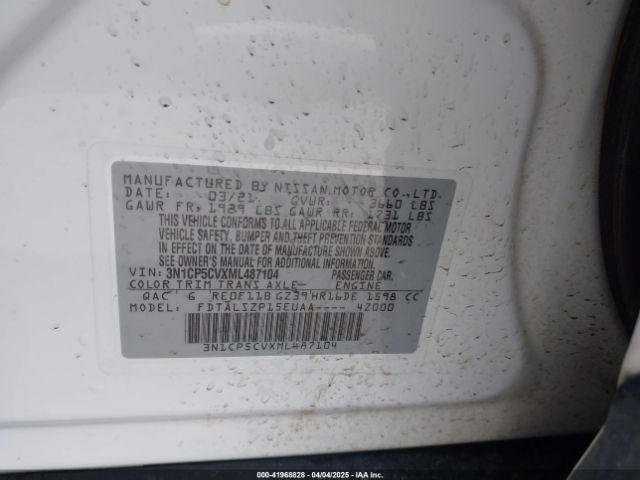 MANUFACTURED BY NISSAN MOTOR CO., LTD.
DATE: 03/21 GVWR: 3660 LBS
GAWR FR: 1989 LBS GAWR RR: 1731 LBS
THIS VEHICLE CONFORMS TO ALL APPLICABLE FEDERAL MOTOR
VEHICLE SAFETY, BUMPER AND THEFT PREVENTION STANDARDS
IN EFFECT ON THE DATE OF MANUFACTURE SHOWN ABOVE.
SEE OWNER'S MANUAL FOR ADDITIONAL INFORMATION.
VIN: 3N1CP5CVXML487104 PASSENGER CAR.
COLOR TRIM TRANS AXLE ENGINE
QAC G RE0F11B GZ39 HR16DE 1598 CC
MODEL: FDTALSZP15EUAA---- 42000
3N1CP5CVXML487104
00-41968828 - 04/04/2025 - IAA Inc.